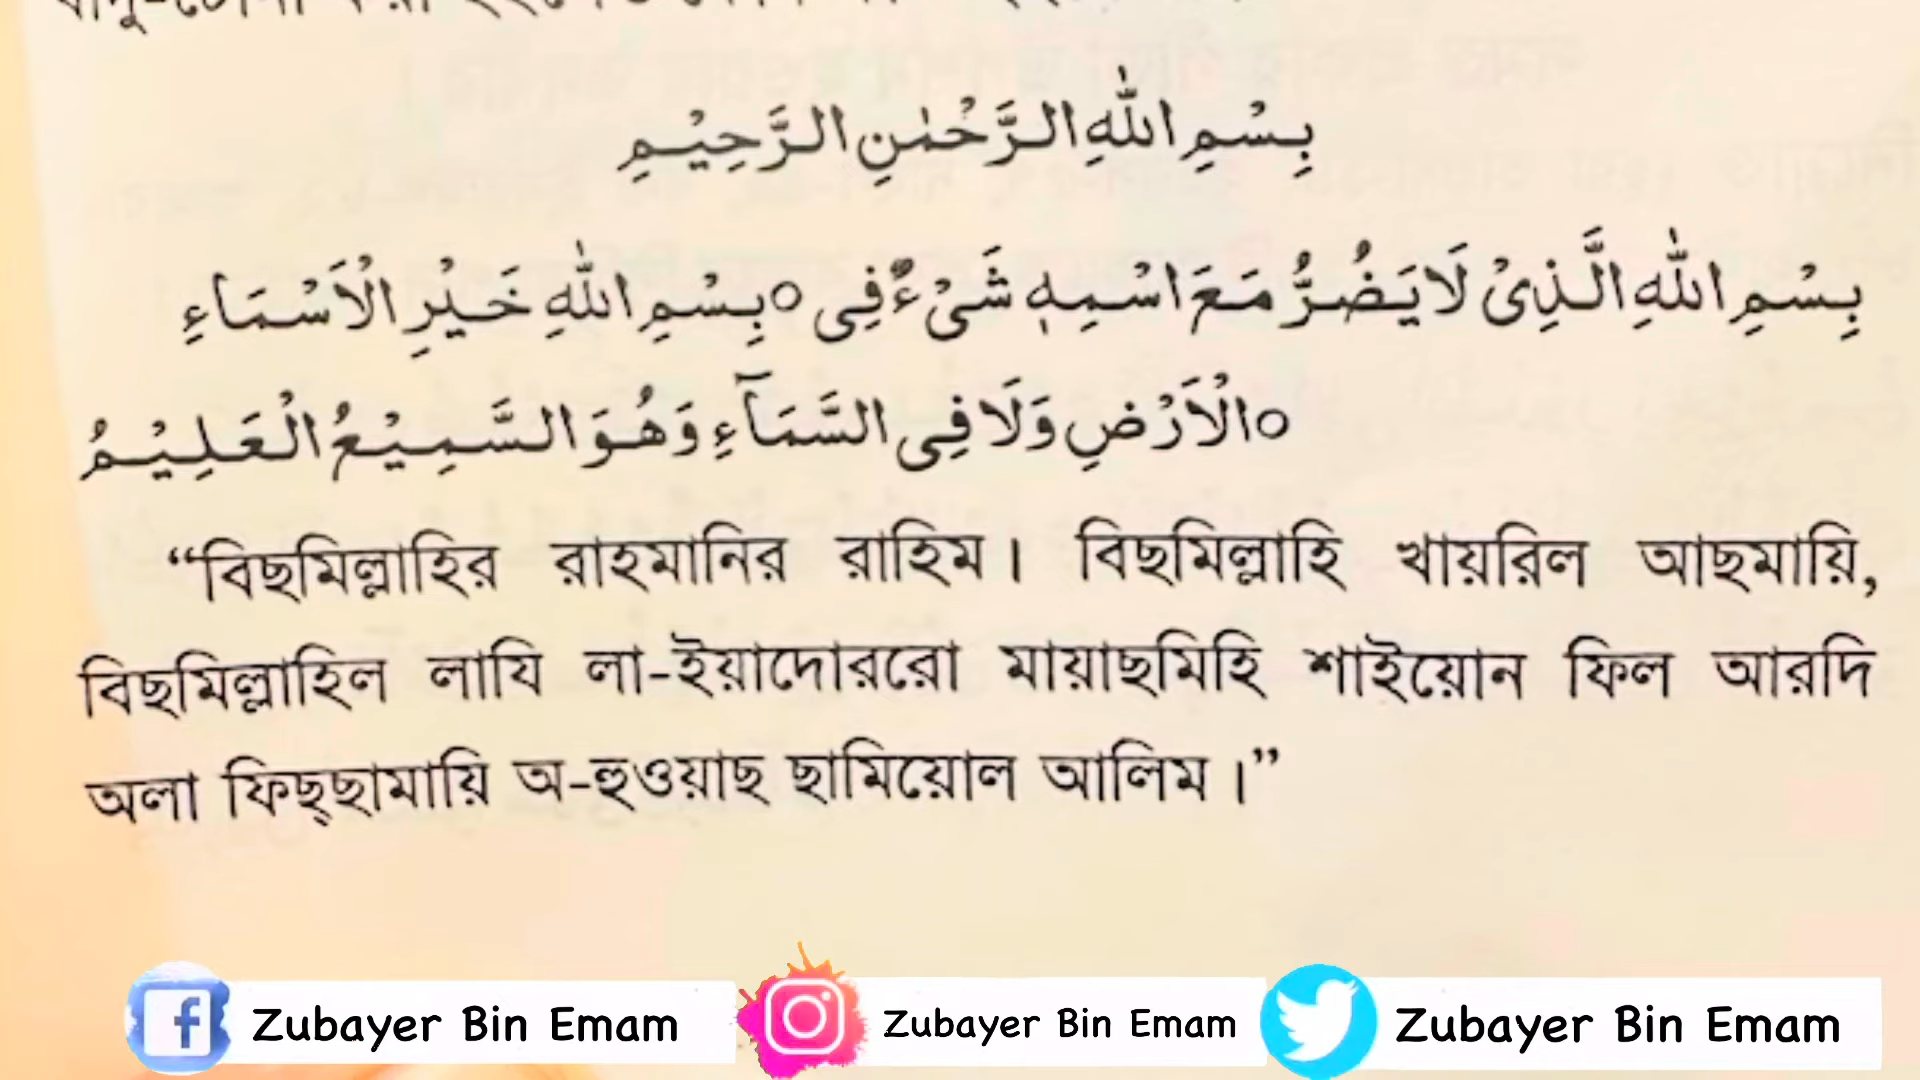 بِسْمِ اللهِ الرَّحْمٰنِ الرَّحِيْمِ
بِسْمِ اللهِ الَّذِىْ لَا يَضُرُّ مَعَ اسْمِهٖ شَىْءٌ فِى ○ بِسْمِ اللهِ خَيْرِ الْاَسْمَاءِ
○ الْاَرْضِ وَلَا فِى السَّمَآءِ وَهُوَ السَّمِيْعُ الْعَلِيْمُ
“বিছমিল্লাহির রাহমানির রাহিম। বিছমিল্লাহি খায়রিল আছমায়ি,
বিছমিল্লাহিল লাযি লা-ইয়াদোররো মায়াছমিহি শাইয়োন ফিল আরদি
অলা ফিছ্ছামায়ি অ-হুওয়াছ ছামিয়োল আলিম।”
Zubayer Bin Emam Zubayer Bin Emam Zubayer Bin Emam